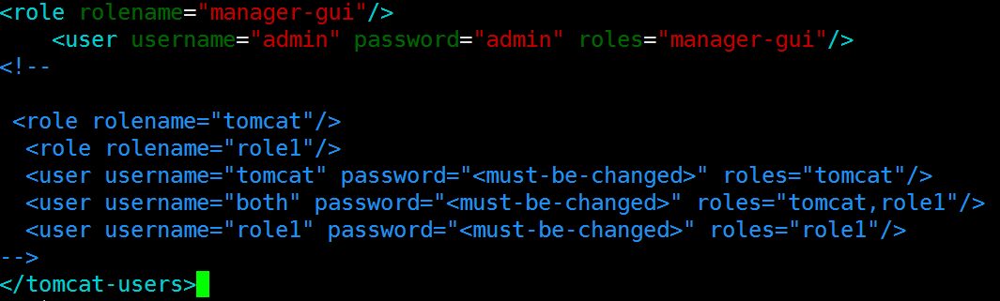 <role rolename="manager-gui"/>
<user username="admin" password="admin" roles="manager-gui"/>
<!--
<role rolename="tomcat"/>
<role rolename="role1"/>
<user username="tomcat" password="<must-be-changed>" roles="tomcat"/>
<user username="both" password="<must-be-changed>" roles="tomcat,role1"/>
<user username="role1" password="<must-be-changed>" roles="role1"/>
-->
</tomcat-users>